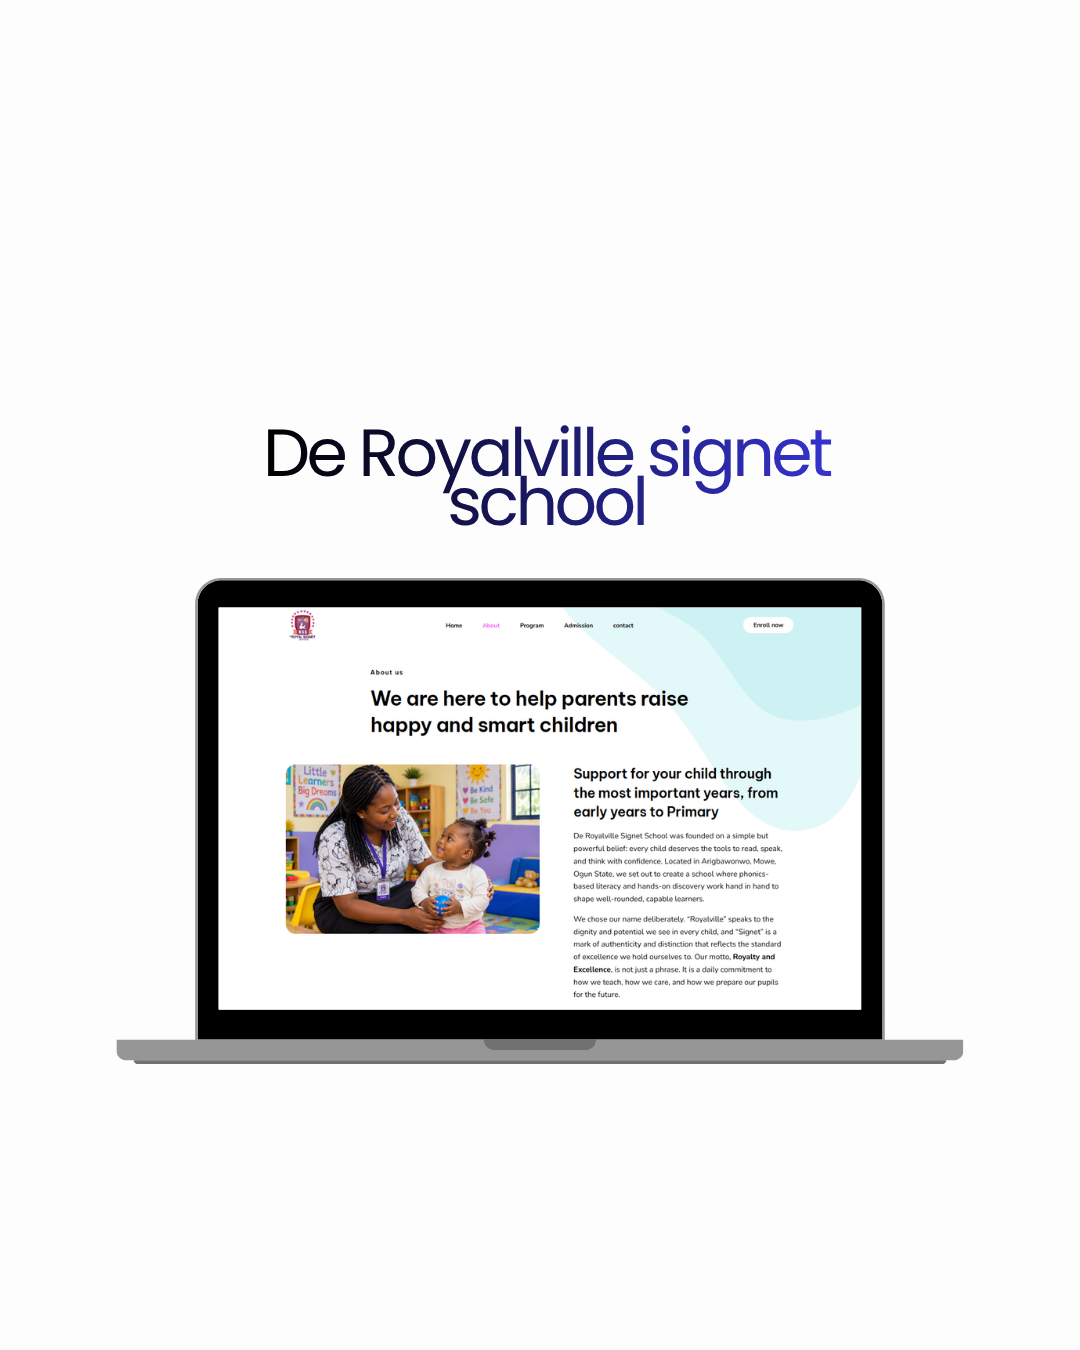 De Royalville signet
school
Home About Program Admission contact Enroll now
About us
We are here to help parents raise
happy and smart children
Little
Learners
Big Dreams
Be Kind
Be Safe
Be You
Support for your child through
the most important years, from
early years to Primary
De Royalville Signet School was founded on a simple but
powerful belief: every child deserves the tools to read, speak,
and think with confidence. Located in Arigbawonwo, Mowe,
Ogun State, we set out to create a school where phonics-
based literacy and hands-on discovery work hand in hand to
shape well-rounded, capable learners.
We chose our name deliberately. “Royalville” speaks to the
dignity and potential we see in every child, and “Signet” is a
mark of authenticity and distinction that reflects the standard
of excellence we hold ourselves to. Our motto, Royalty and
Excellence, is not just a phrase. It is a daily commitment to
how we teach, how we care, and how we prepare our pupils
for the future.